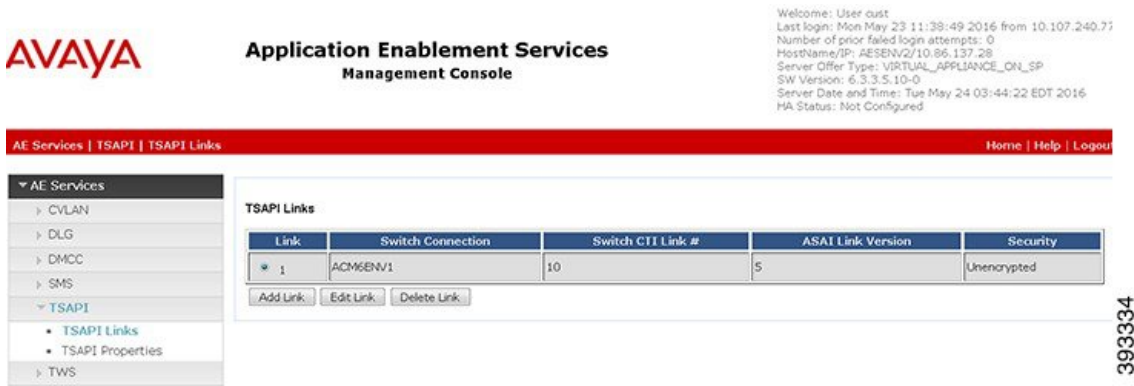 AVAYA
Application Enablement Services
Management Console
Welcome: User cust
Last login: Mon May 23 11:38:49 2016 from 10.107.240.77
Number of prior failed login attempts: 0
HostName/IP: AESENV2/10.86.137.28
Server Offer Type: VIRTUAL_APPLIANCE_ON_SP
SW Version: 6.3.3.5.10-0
Server Date and Time: Tue May 24 03:44:22 EDT 2016
HA Status: Not Configured
AE Services | TSAPI | TSAPI Links
Home | Help | Logout
AE Services
CVLAN
DLG
DMCC
SMS
TSAPI
TSAPI Links
TSAPI Properties
TWS
TSAPI Links
Link Switch Connection Switch CTI Link # ASAI Link Version Security
1 ACM6ENV1 10 5 Unencrypted
Add Link Edit Link Delete Link
393334